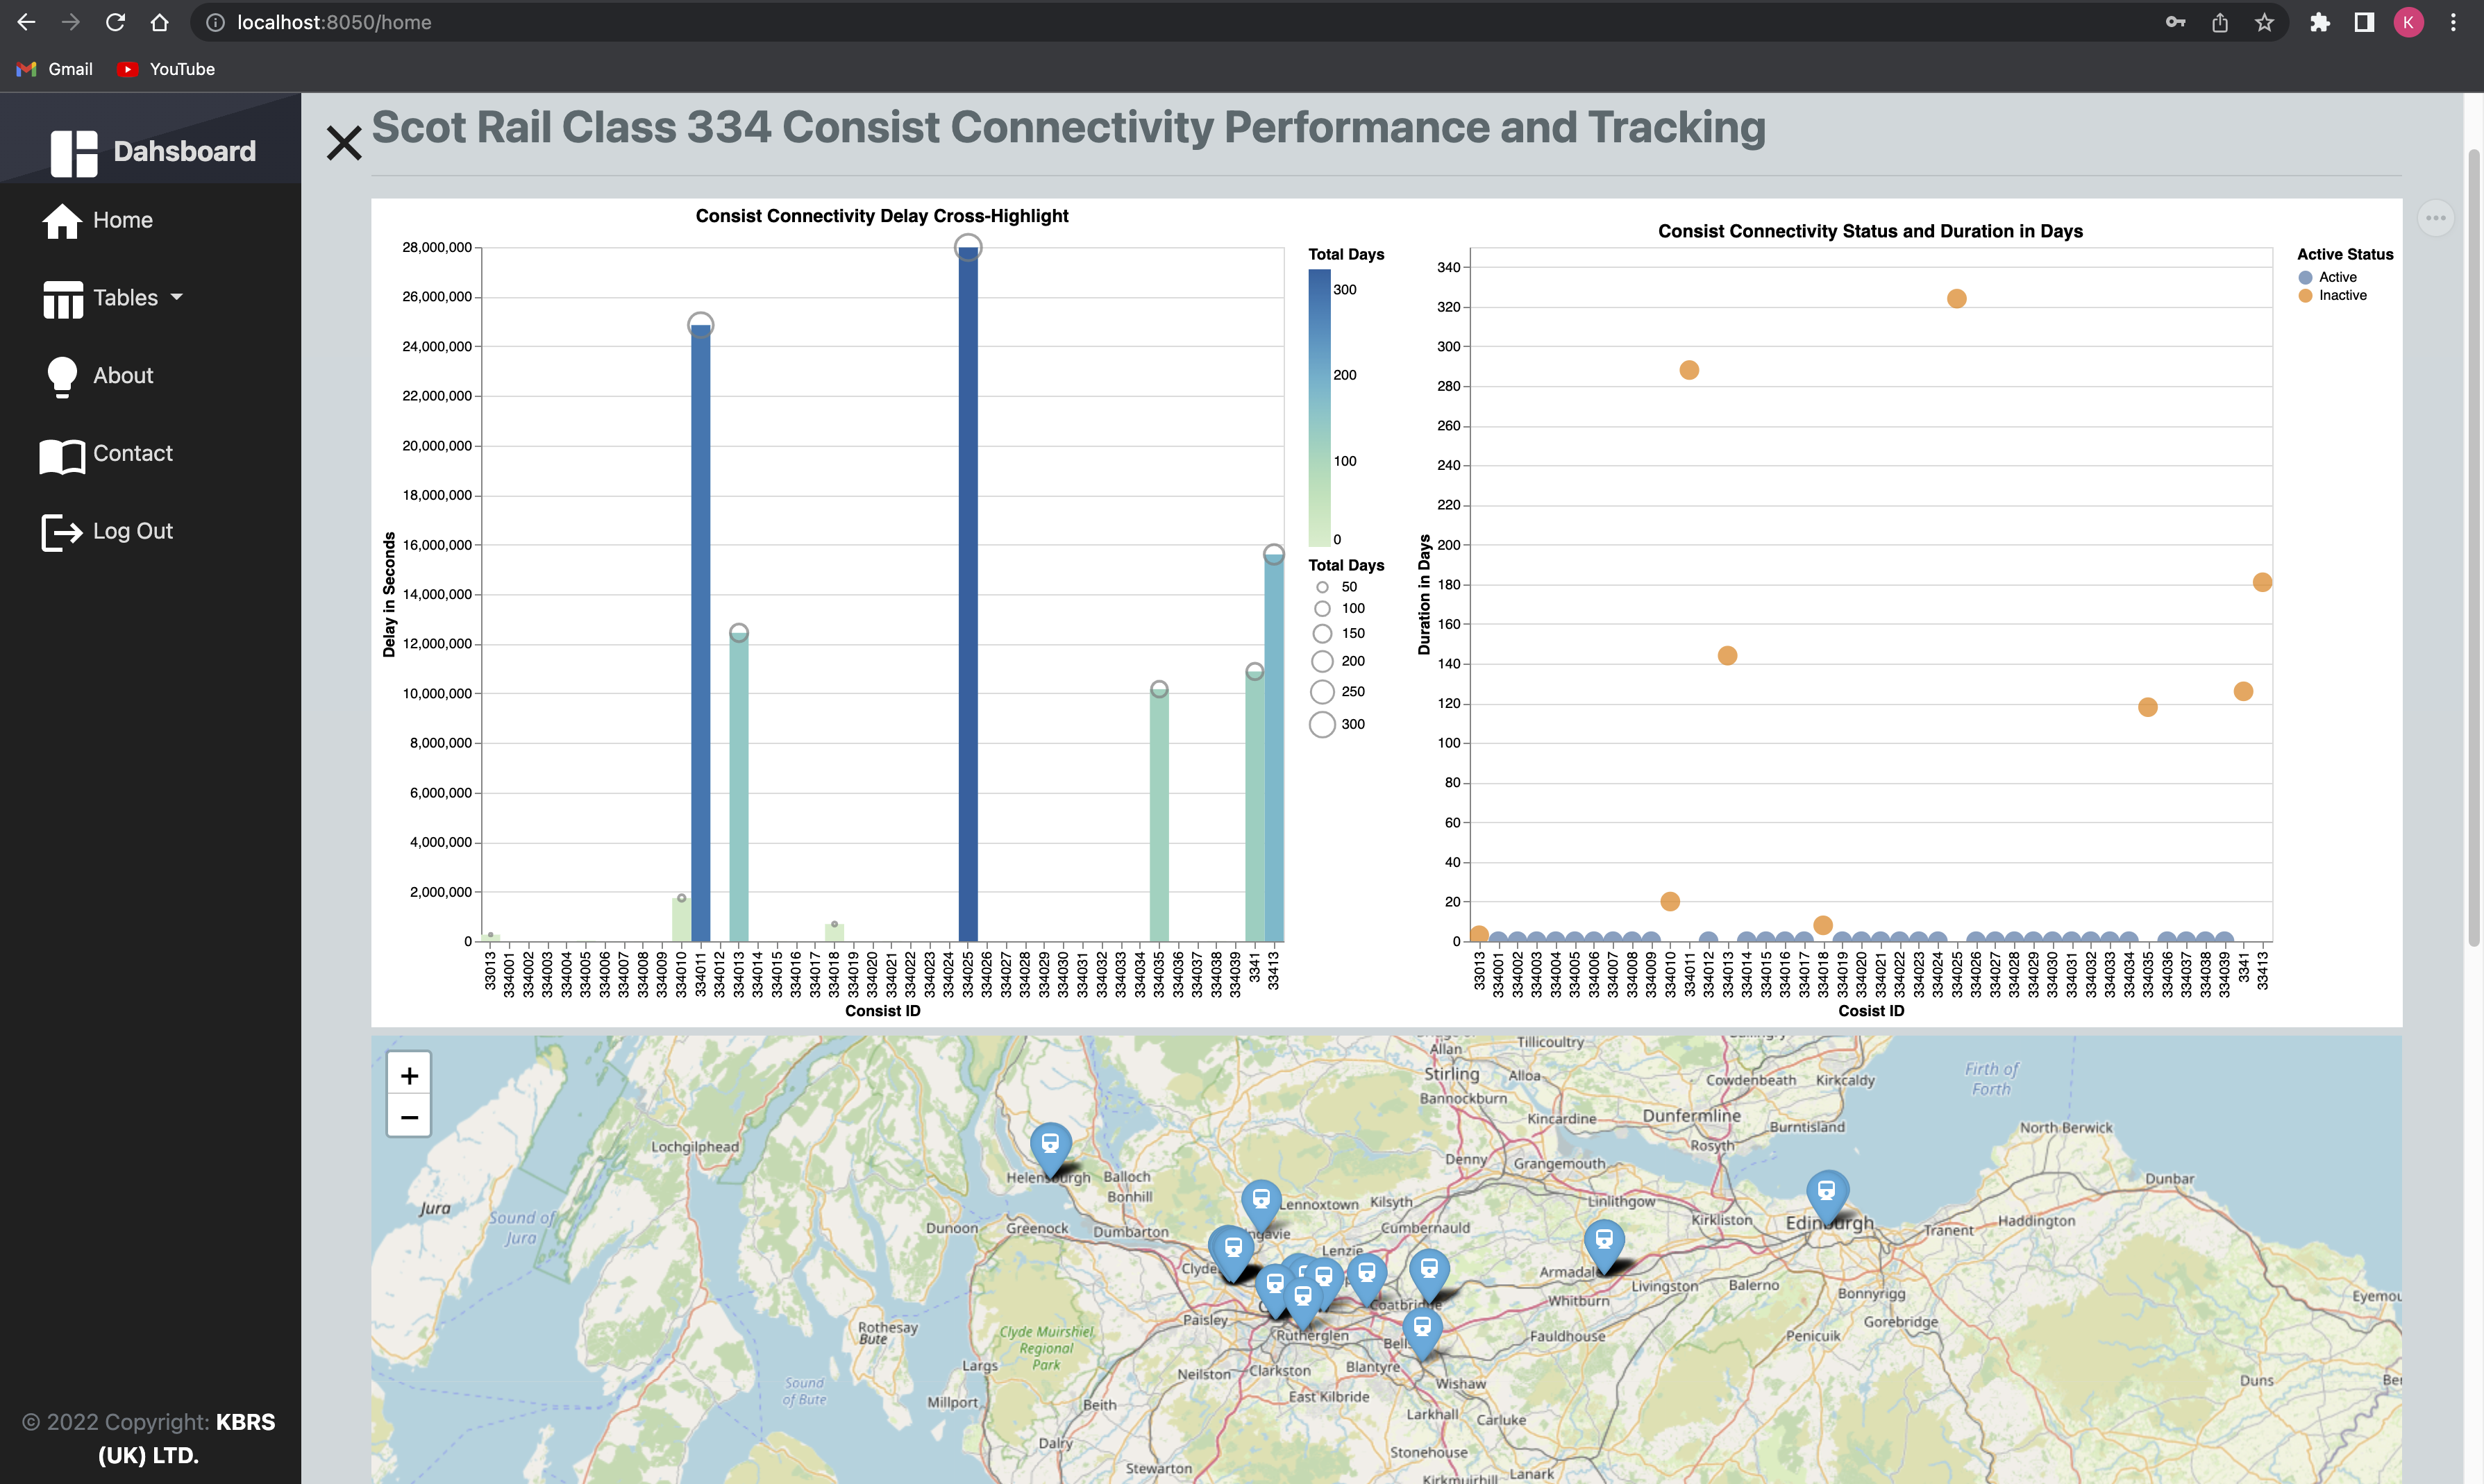 localhost:8050/home
K
Gmail
YouTube
Dahsboard
Home
Tables
About
Contact
Log Out
© 2022 Copyright: KBRS
(UK) LTD.
Scot Rail Class 334 Consist Connectivity Performance and Tracking
Consist Connectivity Delay Cross-Highlight
Delay in Seconds
28,000,000
26,000,000
24,000,000
22,000,000
20,000,000
18,000,000
16,000,000
14,000,000
12,000,000
10,000,000
8,000,000
6,000,000
4,000,000
2,000,000
0
33013
334001
334002
334003
334004
334005
334006
334007
334008
334009
334010
334011
334012
334013
334014
334015
334016
334017
334018
334019
334020
334021
334022
334023
334024
334025
334026
334027
334028
334029
334030
334031
334032
334033
334034
334035
334036
334037
334038
334039
3341
33413
Consist ID
Total Days
300
200
100
0
Total Days
50
100
150
200
250
300
Consist Connectivity Status and Duration in Days
Duration in Days
340
320
300
280
260
240
220
200
180
160
140
120
100
80
60
40
20
0
33013
334001
334002
334003
334004
334005
334006
334007
334008
334009
334010
334011
334012
334013
334014
334015
334016
334017
334018
334019
334020
334021
334022
334023
334024
334025
334026
334027
334028
334029
334030
334031
334032
334033
334034
334035
334036
334037
334038
334039
3341
33413
Cosist ID
Active Status
Active
Inactive
+
−
Allan
Tillicoultry
Stirling
Alloa
Cowdenbeath
Kirkcaldy
Firth of
Forth
Bannockburn
Kincardine
Dunfermline
Burntisland
North Berwick
Lochgilphead
Rosyth
Denny
Grangemouth
Helensburgh
Balloch
Dunbar
Bonhill
Lennoxtown
Kilsyth
Linlithgow
Jura
Sound of
Jura
Dunoon
Greenock
Dumbarton
Cumbernauld
Kirkliston
Edinburgh
Tranent
Haddington
Lenzie
Armadale
Livingston
Balerno
Bonnyrigg
Eyemou
Coatbridge
Whitburn
Gorebridge
Paisley
Rutherglen
Fauldhouse
Penicuik
Rothesay
Bute
Clyde Muirshiel
Regional
Park
Largs
Neilston
Clarkston
Blantyre
Wishaw
Duns
Sound
of Bute
Millport
Beith
East Kilbride
Larkhall
Carluke
Dalry
Stonehouse
Stewarton
Lanark